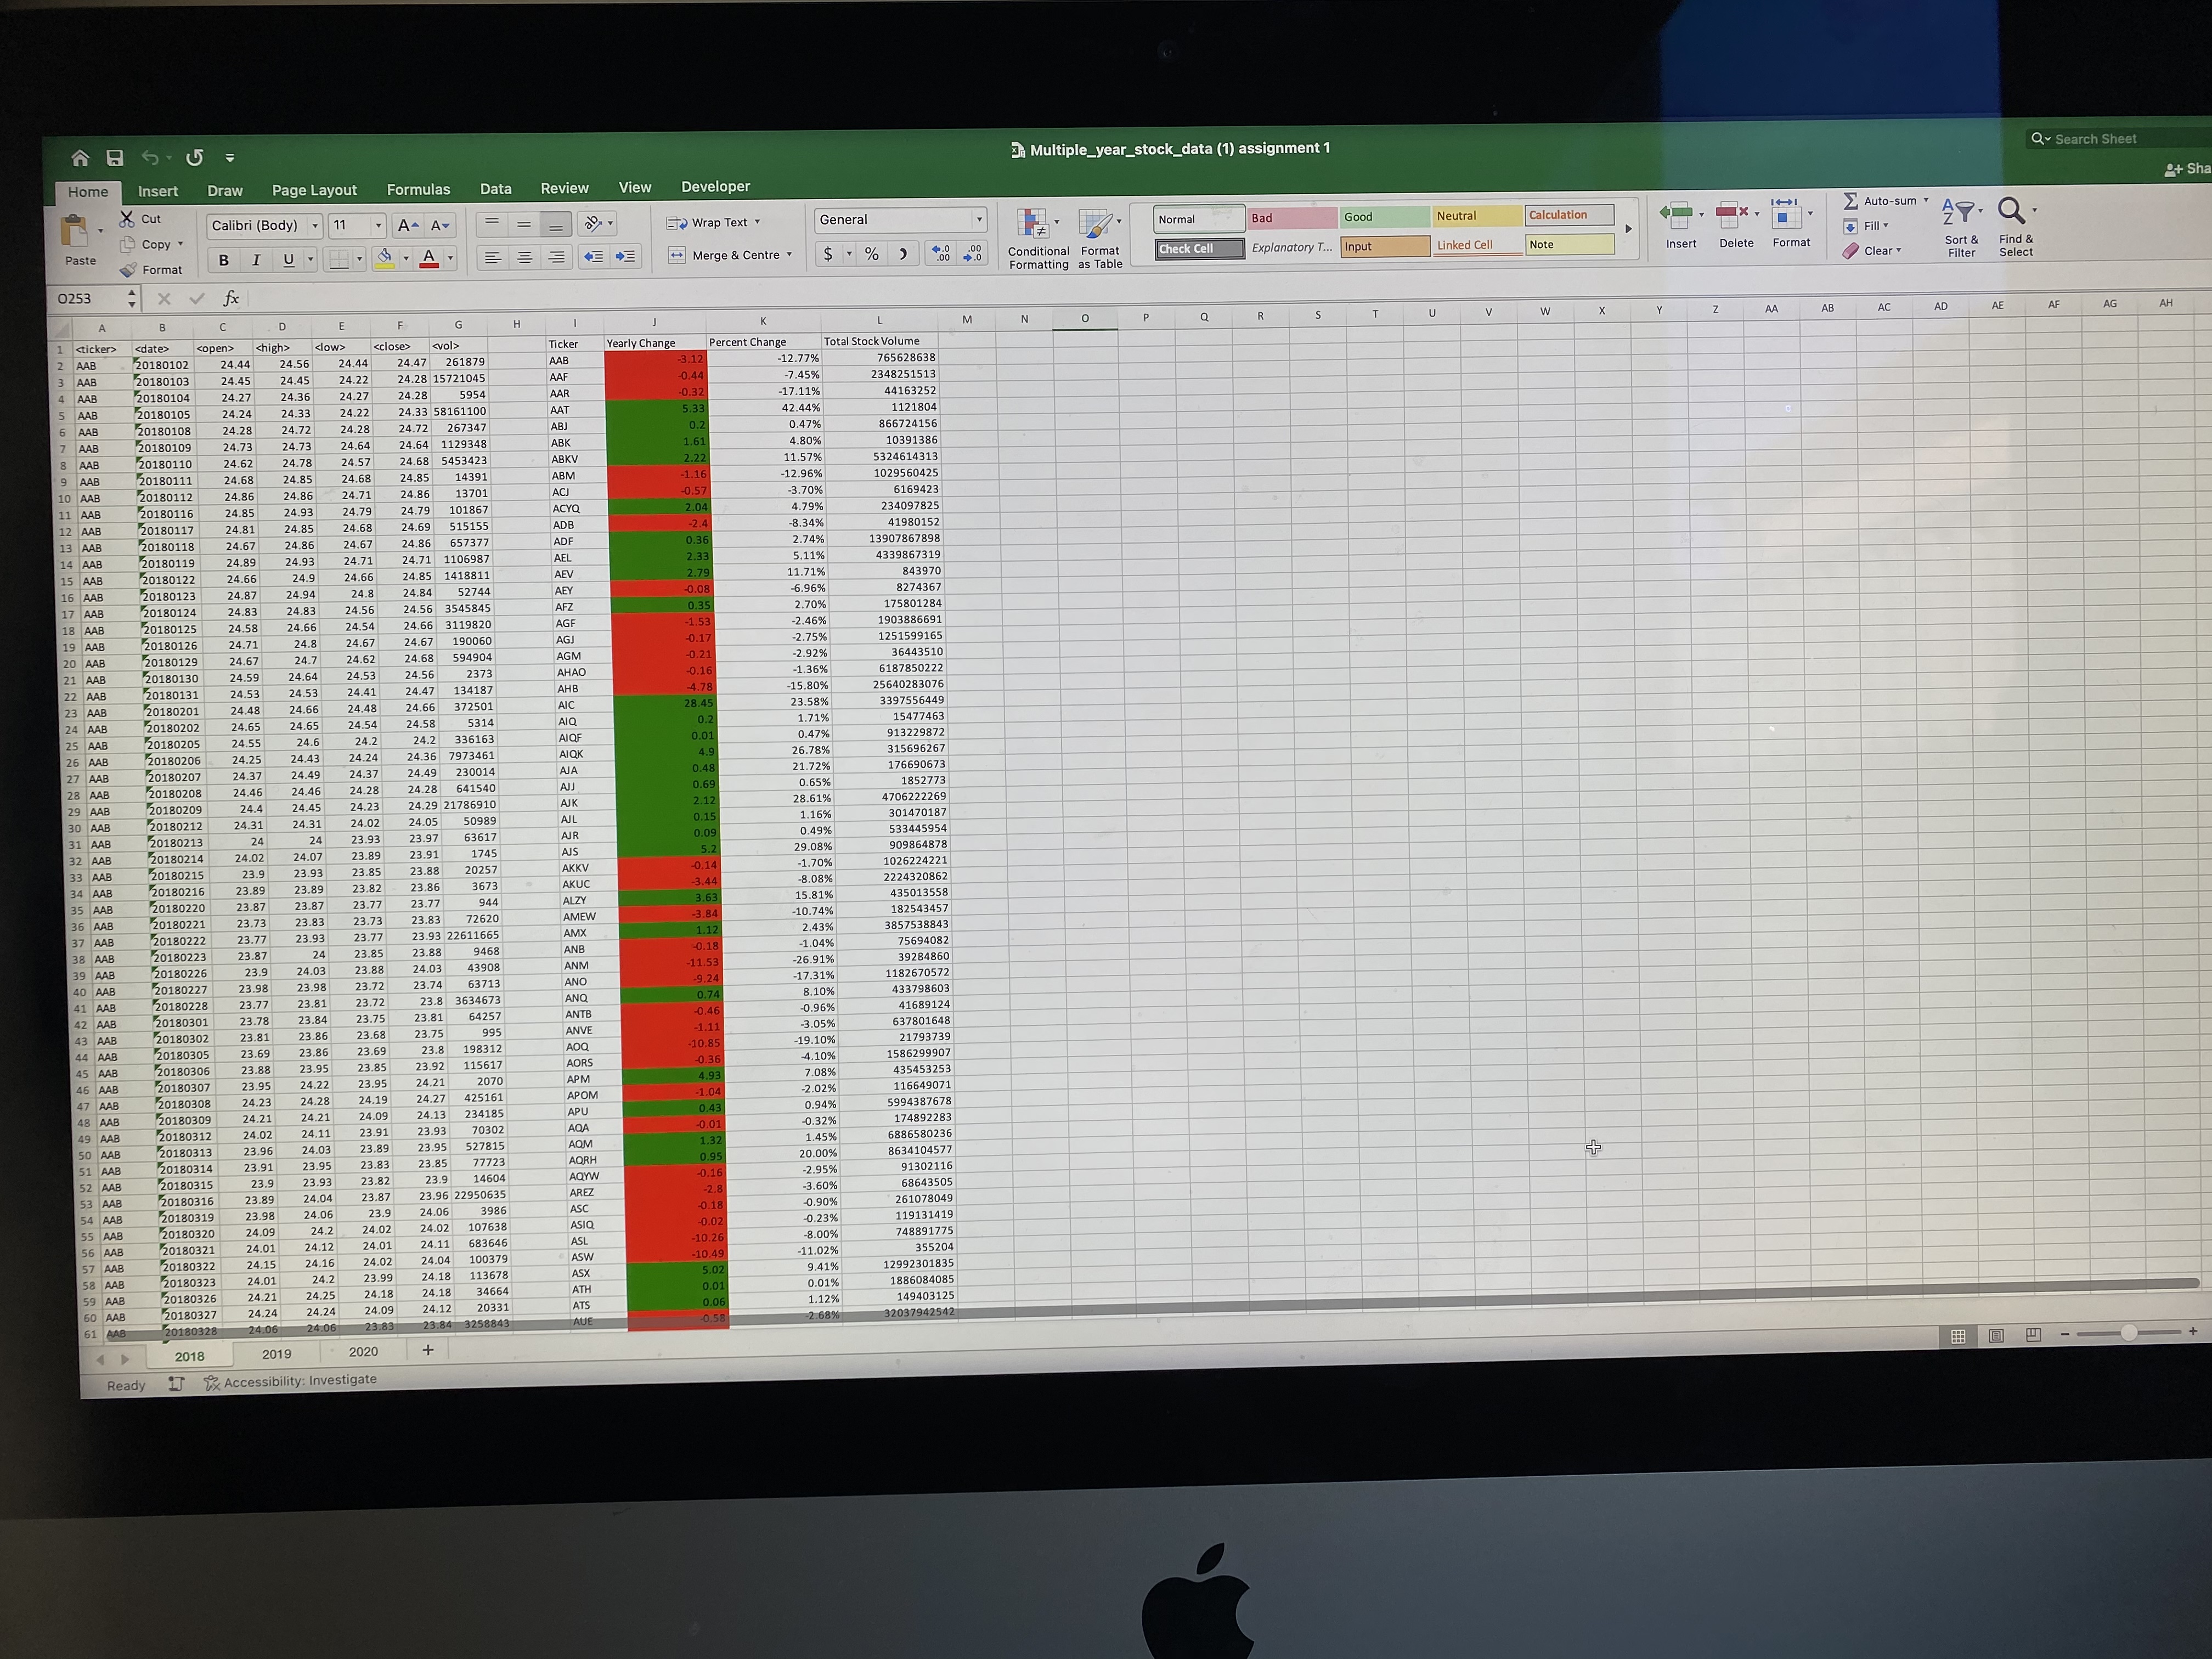 Multiple_year_stock_data (1) assignment 1
Search Sheet
Sha
Home Insert Draw Page Layout Formulas Data Review View Developer
Paste
Cut
Copy
Format
Calibri (Body) 11
B I U
Wrap Text
Merge & Centre
General
Conditional Formatting
Format as Table
Normal Bad Good Neutral Calculation
Check Cell Explanatory T... Input Linked Cell Note
Insert Delete Format
Auto-sum
Fill
Clear
Sort & Filter
Find & Select
O253 fx
A B C D E F G H I J K L M N O P Q R S T U V W X Y Z AA AB AC AD AE AF AG AH
1 <ticker> <date> <open> <high> <low> <close> <vol> Ticker Yearly Change Percent Change Total Stock Volume
2 AAB 20180102 24.44 24.56 24.44 24.47 261879 AAB -3.12 -12.77% 765628638
3 AAB 20180103 24.45 24.45 24.22 24.28 15721045 AAF -0.44 -7.45% 2348251513
4 AAB 20180104 24.27 24.36 24.27 24.28 5954 AAR -0.32 -17.11% 44163252
5 AAB 20180105 24.24 24.33 24.22 24.33 58161100 AAT 5.33 42.44% 1121804
6 AAB 20180108 24.28 24.72 24.28 24.72 267347 ABJ 0.2 0.47% 866724156
7 AAB 20180109 24.73 24.73 24.64 24.64 1129348 ABK 1.61 4.80% 10391386
8 AAB 20180110 24.62 24.78 24.57 24.68 5453423 ABKV 2.22 11.57% 5324614313
9 AAB 20180111 24.68 24.85 24.68 24.85 14391 ABM -1.16 -12.96% 1029560425
10 AAB 20180112 24.86 24.86 24.71 24.86 13701 ACJ -0.57 -3.70% 6169423
11 AAB 20180116 24.85 24.93 24.79 24.79 101867 ACYQ 2.04 4.79% 234097825
12 AAB 20180117 24.81 24.85 24.68 24.69 515155 ADB -2.4 -8.34% 41980152
13 AAB 20180118 24.67 24.86 24.67 24.86 657377 ADF 0.36 2.74% 13907867898
14 AAB 20180119 24.89 24.93 24.71 24.71 1106987 AEL 2.33 5.11% 4339867319
15 AAB 20180122 24.66 24.9 24.66 24.85 1418811 AEV 2.79 11.71% 843970
16 AAB 20180123 24.87 24.94 24.8 24.84 52744 AEY -0.08 -6.96% 8274367
17 AAB 20180124 24.83 24.83 24.56 24.56 3545845 AFZ 0.35 2.70% 175801284
18 AAB 20180125 24.58 24.66 24.54 24.66 3119820 AGF -1.53 -2.46% 1903886691
19 AAB 20180126 24.71 24.8 24.67 24.67 190060 AGJ -0.17 -2.75% 1251599165
20 AAB 20180129 24.67 24.7 24.62 24.68 594904 AGM -0.21 -2.92% 36443510
21 AAB 20180130 24.59 24.64 24.53 24.56 2373 AHAO -0.16 -1.36% 6187850222
22 AAB 20180131 24.53 24.53 24.41 24.47 134187 AHB -4.78 -15.80% 25640283076
23 AAB 20180201 24.48 24.66 24.48 24.66 372501 AIC 28.45 23.58% 3397556449
24 AAB 20180202 24.65 24.65 24.54 24.58 5314 AIQ 0.2 1.71% 15477463
25 AAB 20180205 24.55 24.6 24.2 24.2 336163 AIQF 0.01 0.47% 913229872
26 AAB 20180206 24.25 24.43 24.24 24.36 7973461 AIQK 4.9 26.78% 315696267
27 AAB 20180207 24.37 24.49 24.37 24.49 230014 AJA 0.48 21.72% 176690673
28 AAB 20180208 24.46 24.46 24.28 24.28 641540 AJJ 0.69 0.65% 1852773
29 AAB 20180209 24.4 24.45 24.23 24.29 21786910 AJK 2.12 28.61% 4706222269
30 AAB 20180212 24.31 24.31 24.02 24.05 50989 AJL 0.15 1.16% 301470187
31 AAB 20180213 24 24 23.93 23.97 63617 AJR 0.09 0.49% 533445954
32 AAB 20180214 24.02 24.07 23.89 23.91 1745 AJS 5.2 29.08% 909864878
33 AAB 20180215 23.9 23.93 23.85 23.88 20257 AKKV -0.14 -1.70% 1026224221
34 AAB 20180216 23.89 23.89 23.82 23.86 3673 AKUC -3.44 -8.08% 2224320862
35 AAB 20180220 23.87 23.87 23.77 23.77 944 ALZY 3.63 15.81% 435013558
36 AAB 20180221 23.73 23.83 23.73 23.83 72620 AMEW -3.84 -10.74% 182543457
37 AAB 20180222 23.77 23.93 23.77 23.93 22611665 AMX 1.12 2.43% 3857538843
38 AAB 20180223 23.87 24 23.85 23.88 9468 ANB -0.18 -1.04% 75694082
39 AAB 20180226 23.9 24.03 23.88 24.03 43908 ANM -11.53 -26.91% 39284860
40 AAB 20180227 23.98 23.98 23.72 23.74 63713 ANO -9.24 -17.31% 1182670572
41 AAB 20180228 23.77 23.81 23.72 23.8 3634673 ANQ 0.74 8.10% 433798603
42 AAB 20180301 23.78 23.84 23.75 23.81 64257 ANTB -0.46 -0.96% 41689124
43 AAB 20180302 23.81 23.86 23.68 23.75 995 ANVE -1.11 -3.05% 637801648
44 AAB 20180305 23.69 23.86 23.69 23.8 198312 AOQ -10.85 -19.10% 21793739
45 AAB 20180306 23.88 23.95 23.85 23.92 115617 AORS -0.36 -4.10% 1586299907
46 AAB 20180307 23.95 24.22 23.95 24.21 2070 APM 4.93 7.08% 435453253
47 AAB 20180308 24.23 24.28 24.19 24.27 425161 APOM -1.04 -2.02% 116649071
48 AAB 20180309 24.21 24.21 24.09 24.13 234185 APU 0.43 0.94% 5994387678
49 AAB 20180312 24.02 24.11 23.91 23.93 70302 AQA -0.01 -0.32% 174892283
50 AAB 20180313 23.96 24.03 23.89 23.95 527815 AQM 1.32 1.45% 6886580236
51 AAB 20180314 23.91 23.95 23.83 23.85 77723 AQRH 0.95 20.00% 8634104577
52 AAB 20180315 23.9 23.93 23.82 23.9 14604 AQYW -0.16 -2.95% 91302116
53 AAB 20180316 23.89 24.04 23.87 23.96 22950635 AREZ -2.8 -3.60% 68643505
54 AAB 20180319 23.98 24.06 23.9 24.06 3986 ASC -0.18 -0.90% 261078049
55 AAB 20180320 24.09 24.2 24.02 24.02 107638 ASIQ -0.02 -0.23% 119131419
56 AAB 20180321 24.01 24.12 24.01 24.11 683646 ASL -10.26 -8.00% 748891775
57 AAB 20180322 24.15 24.16 24.02 24.04 100379 ASW -10.49 -11.02% 355204
58 AAB 20180323 24.01 24.2 23.99 24.18 113678 ASX 5.02 9.41% 12992301835
59 AAB 20180326 24.21 24.25 24.18 24.18 34664 ATH 0.01 0.01% 1886084085
60 AAB 20180327 24.24 24.24 24.09 24.12 20331 ATS 0.06 1.12% 149403125
61 AAB 20180328 24.06 24.06 23.83 23.84 3258843 AUE -0.58 -2.68% 32037942542
2018 2019 2020 +
Ready Accessibility: Investigate